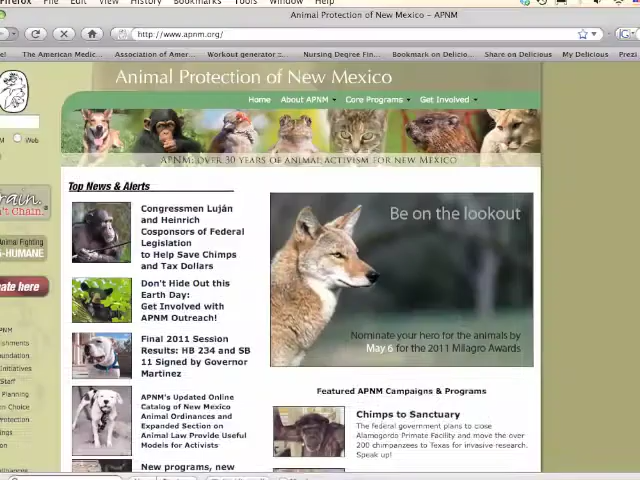 Firefox File Edit View History Bookmarks Tools Window Help
Animal Protection of New Mexico – APNM
http://www.apnm.org/
The American Medic... Association of Amer... Workout generator ::.. Nursing Degree Fin... Bookmark on Delicio... Share on Delicious My Delicious Prezi
Animal Protection of New Mexico
Home About APNM Core Programs Get Involved
Web
APNM: OVER 30 YEARS OF ANIMAL ACTIVISM FOR NEW MEXICO
Top News & Alerts
Congressmen Luján
and Heinrich
Cosponsors of Federal
Legislation
to Help Save Chimps
and Tax Dollars
Don't Hide Out this
Earth Day:
Get Involved with
APNM Outreach!
Final 2011 Session
Results: HB 234 and SB
11 Signed by Governor
Martinez
APNM's Updated Online
Catalog of New Mexico
Animal Ordinances and
Expanded Section on
Animal Law Provide Useful
Models for Activists
New programs, new
Be on the lookout
Nominate your hero for the animals by
May 6 for the 2011 Milagro Awards
Featured APNM Campaigns & Programs
Chimps to Sanctuary
The federal government plans to close
Alamogordo Primate Facility and move the over
200 chimpanzees to Texas for invasive research.
Speak up!
rain.
't Chain.
Animal Fighting
-HUMANE
ate here
PNM
lishments
oundation
Initiatives
Staff
Planning
on Choice
Protection